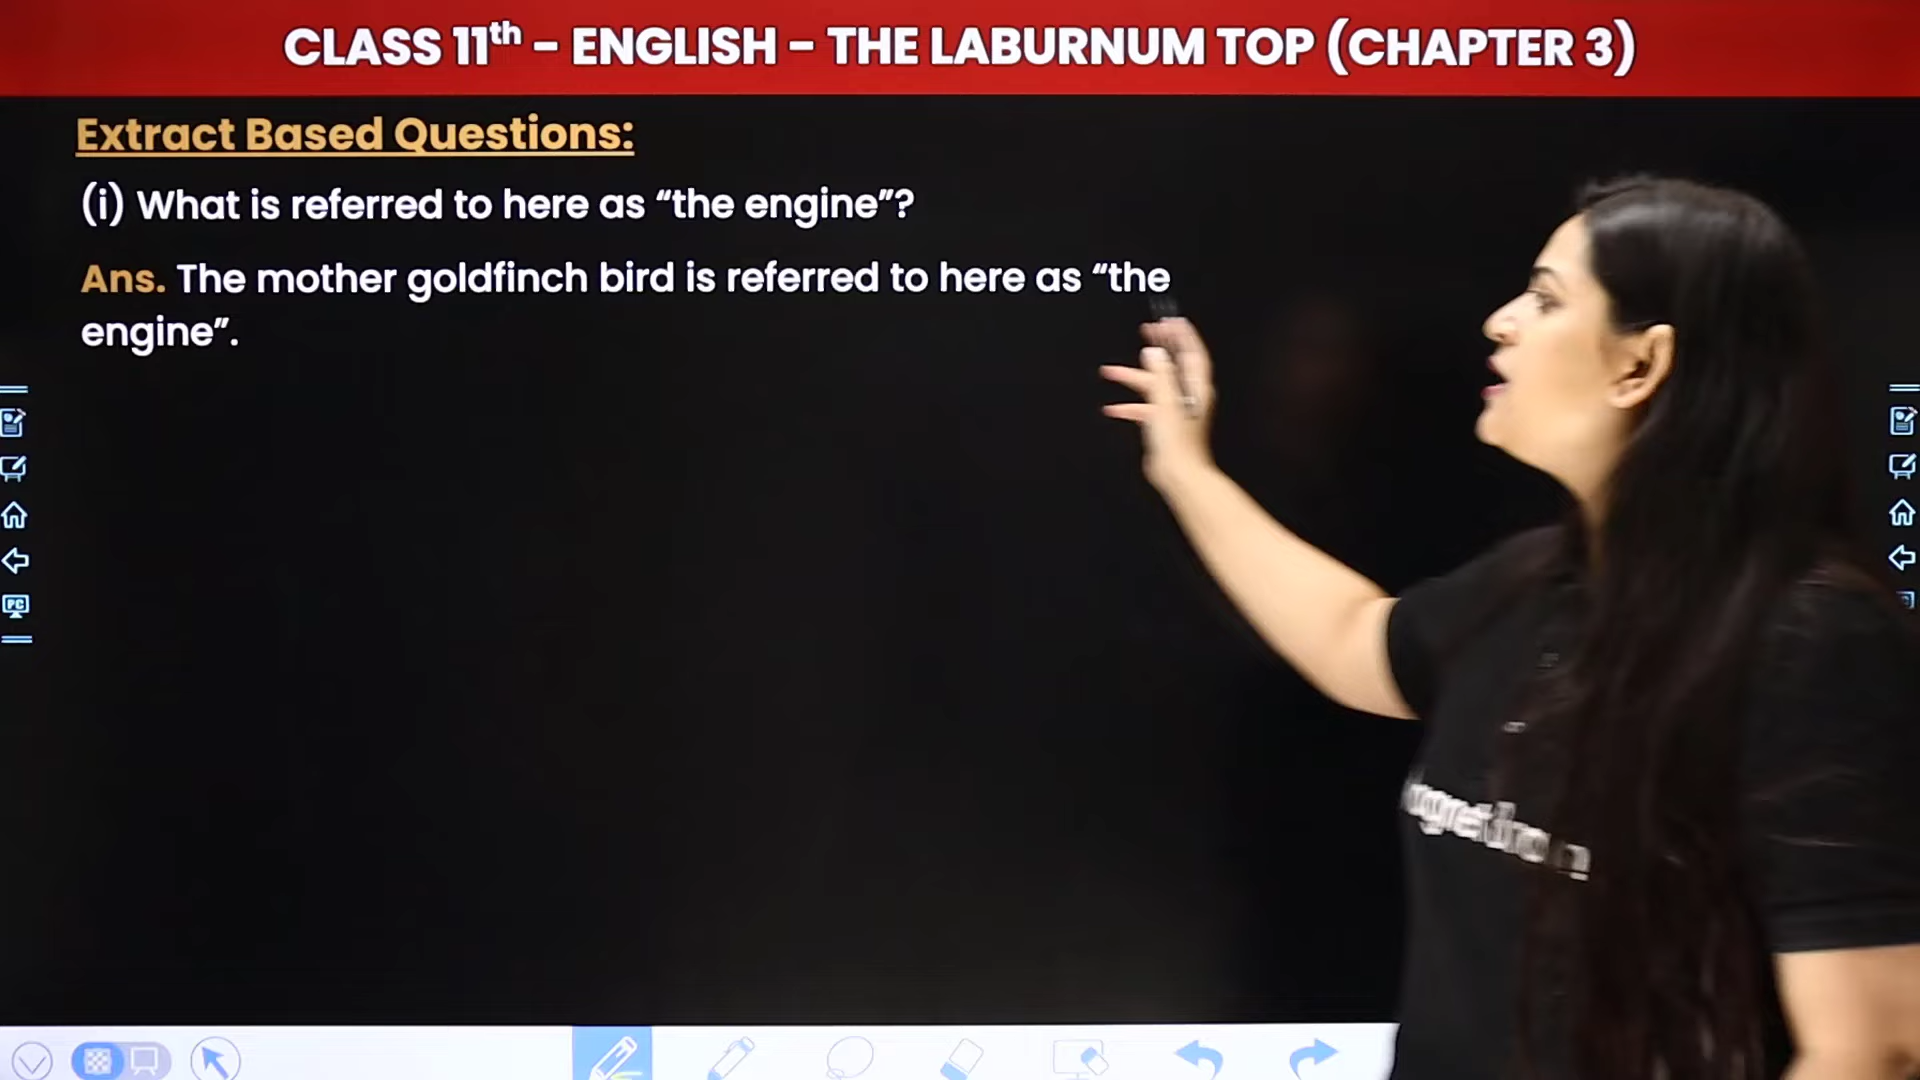 CLASS 11th – ENGLISH – THE LABURNUM TOP (CHAPTER 3)
Extract Based Questions:
(i) What is referred to here as “the engine”?
Ans. The mother goldfinch bird is referred to here as “the
engine”.
PC